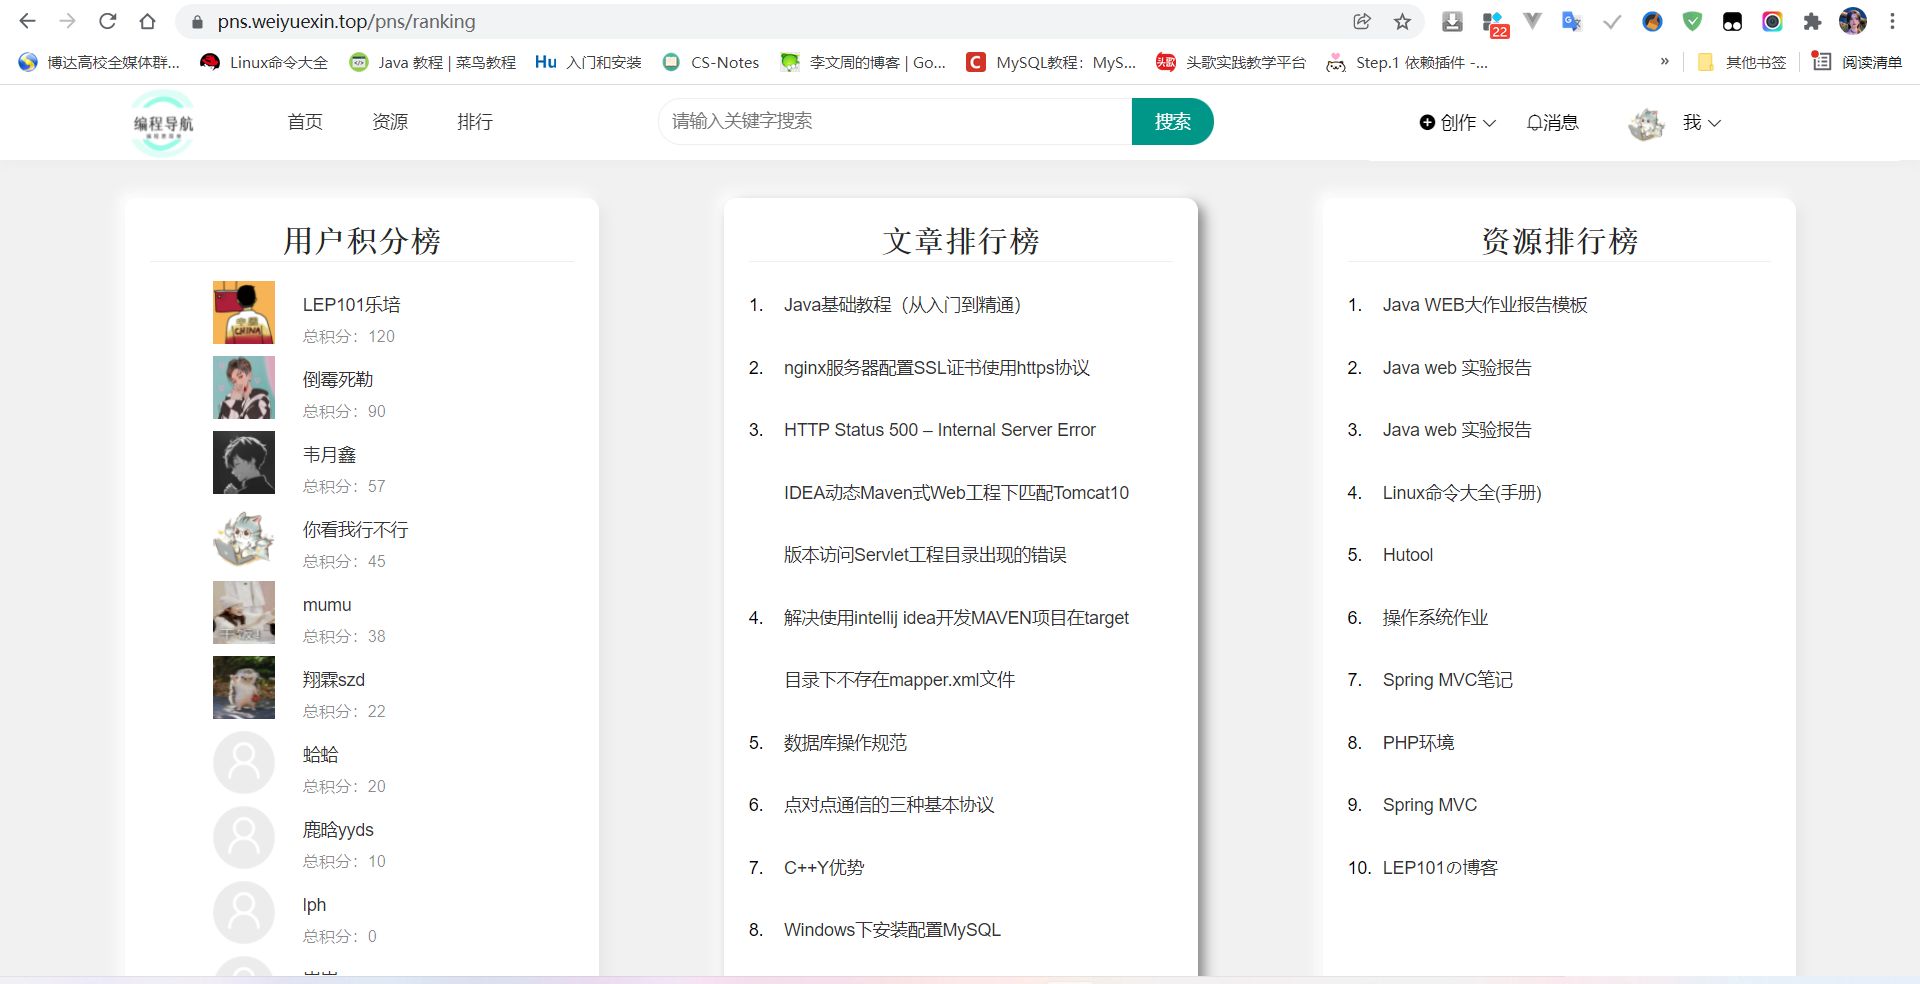 pns.weiyuexin.top/pns/ranking
22
博达高校全媒体群...
Linux命令大全
Java 教程 | 菜鸟教程
Hu 入门和安装
CS-Notes
李文周的博客 | Go...
C MySQL教程：MyS...
头歌 头歌实践教学平台
Step.1 依赖插件 -...
»
其他书签
阅读清单
编程导航
首页
资源
排行
请输入关键字搜索
搜索
创作
消息
我
用户积分榜
CHINA
LEP101乐培
总积分：120
倒霉死勒
总积分：90
韦月鑫
总积分：57
你看我行不行
总积分：45
mumu
总积分：38
翔霖szd
总积分：22
蛤蛤
总积分：20
鹿晗yyds
总积分：10
lph
总积分：0
文章排行榜
1. Java基础教程（从入门到精通）
2. nginx服务器配置SSL证书使用https协议
3. HTTP Status 500 – Internal Server Error
IDEA动态Maven式Web工程下匹配Tomcat10
版本访问Servlet工程目录出现的错误
4. 解决使用intellij idea开发MAVEN项目在target
目录下不存在mapper.xml文件
5. 数据库操作规范
6. 点对点通信的三种基本协议
7. C++Y优势
8. Windows下安装配置MySQL
资源排行榜
1. Java WEB大作业报告模板
2. Java web 实验报告
3. Java web 实验报告
4. Linux命令大全(手册)
5. Hutool
6. 操作系统作业
7. Spring MVC笔记
8. PHP环境
9. Spring MVC
10. LEP101の博客